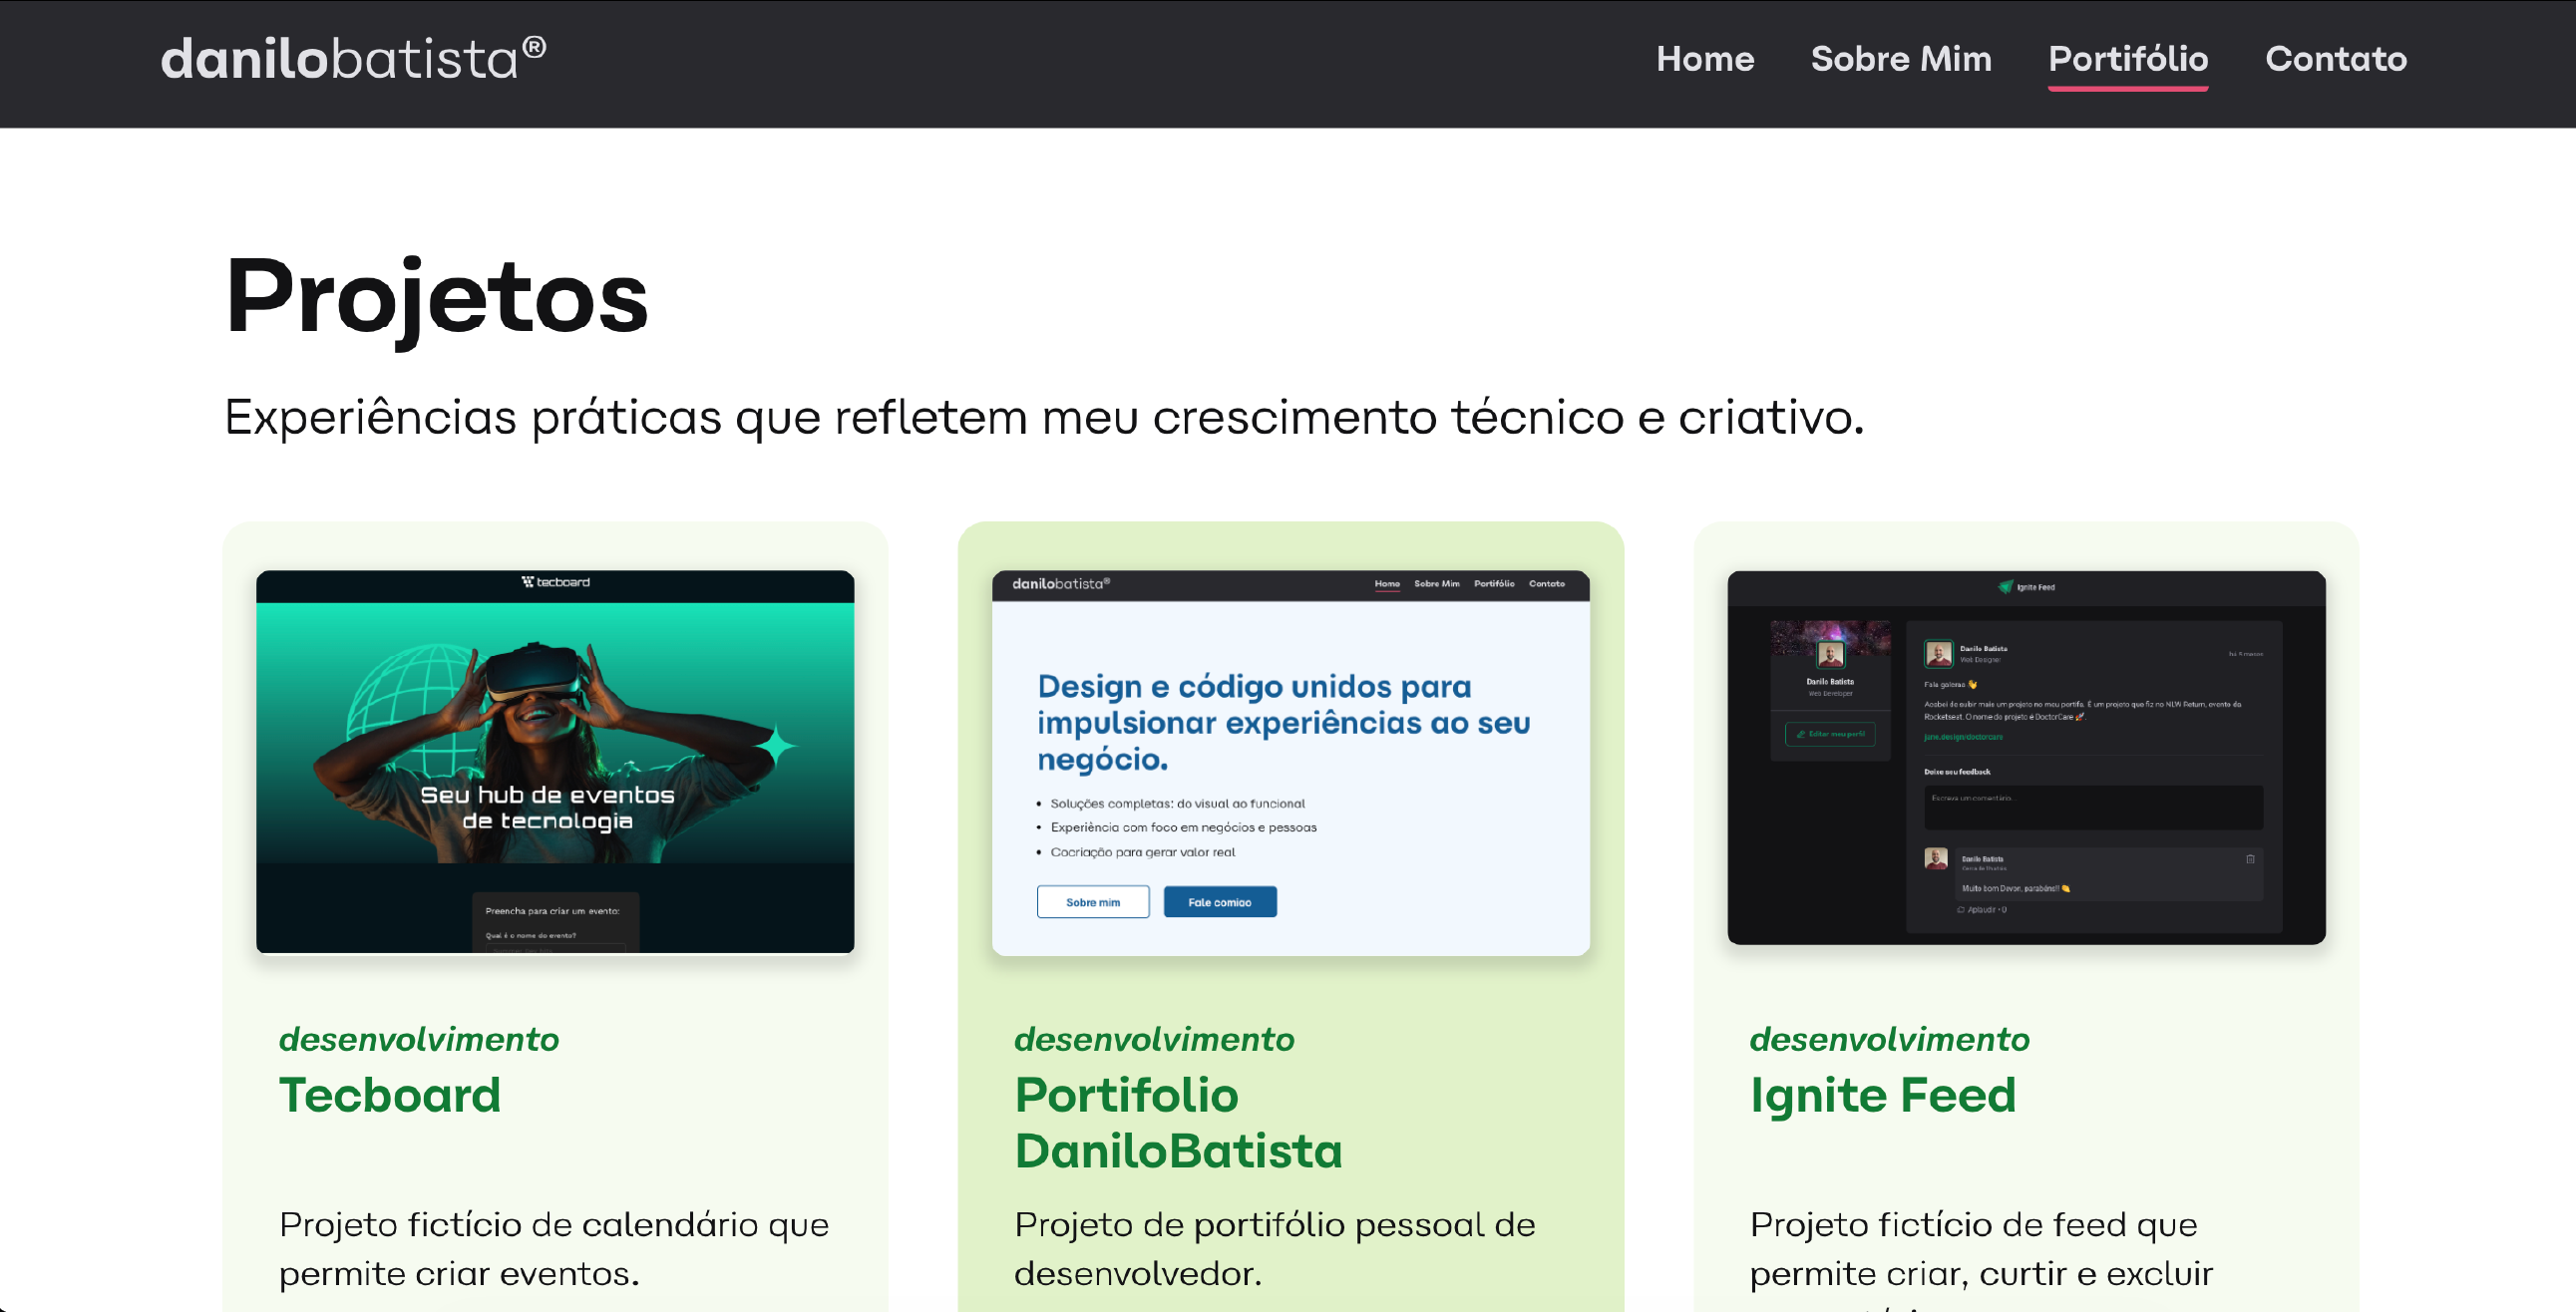 danilobatista®
Home Sobre Mim Portifólio Contato
Projetos
Experiências práticas que refletem meu crescimento técnico e criativo.
tecboard
Seu hub de eventos
de tecnologia
Preencha para criar um evento:
Qual é o nome do evento?
desenvolvimento
Tecboard
Projeto fictício de calendário que
permite criar eventos.
danilobatista®
Home Sobre Mim Portifólio Contato
Design e código unidos para
impulsionar experiências ao seu
negócio.
• Soluções completas: do visual ao funcional
• Experiência com foco em negócios e pessoas
• Cocriação para gerar valor real
Sobre mim Fale comigo
desenvolvimento
Portifolio
DaniloBatista
Projeto de portifólio pessoal de
desenvolvedor.
Ignite Feed
Danilo Batista
Web Developer
Editar meu perfil
Danilo Batista
Web Designer
Fala galeraa 👋
Acabei de subir mais um projeto no meu portifa. É um projeto que fiz no NLW Return, evento da
Rocketseat. O nome do projeto é DoctorCare 🚀.
jane.design/doctorcare
Deixe seu feedback
Escreva um comentário...
Danilo Batista
Muito bom Devon, parabéns!! 👏
Aplaudir • 0
desenvolvimento
Ignite Feed
Projeto fictício de feed que
permite criar, curtir e excluir